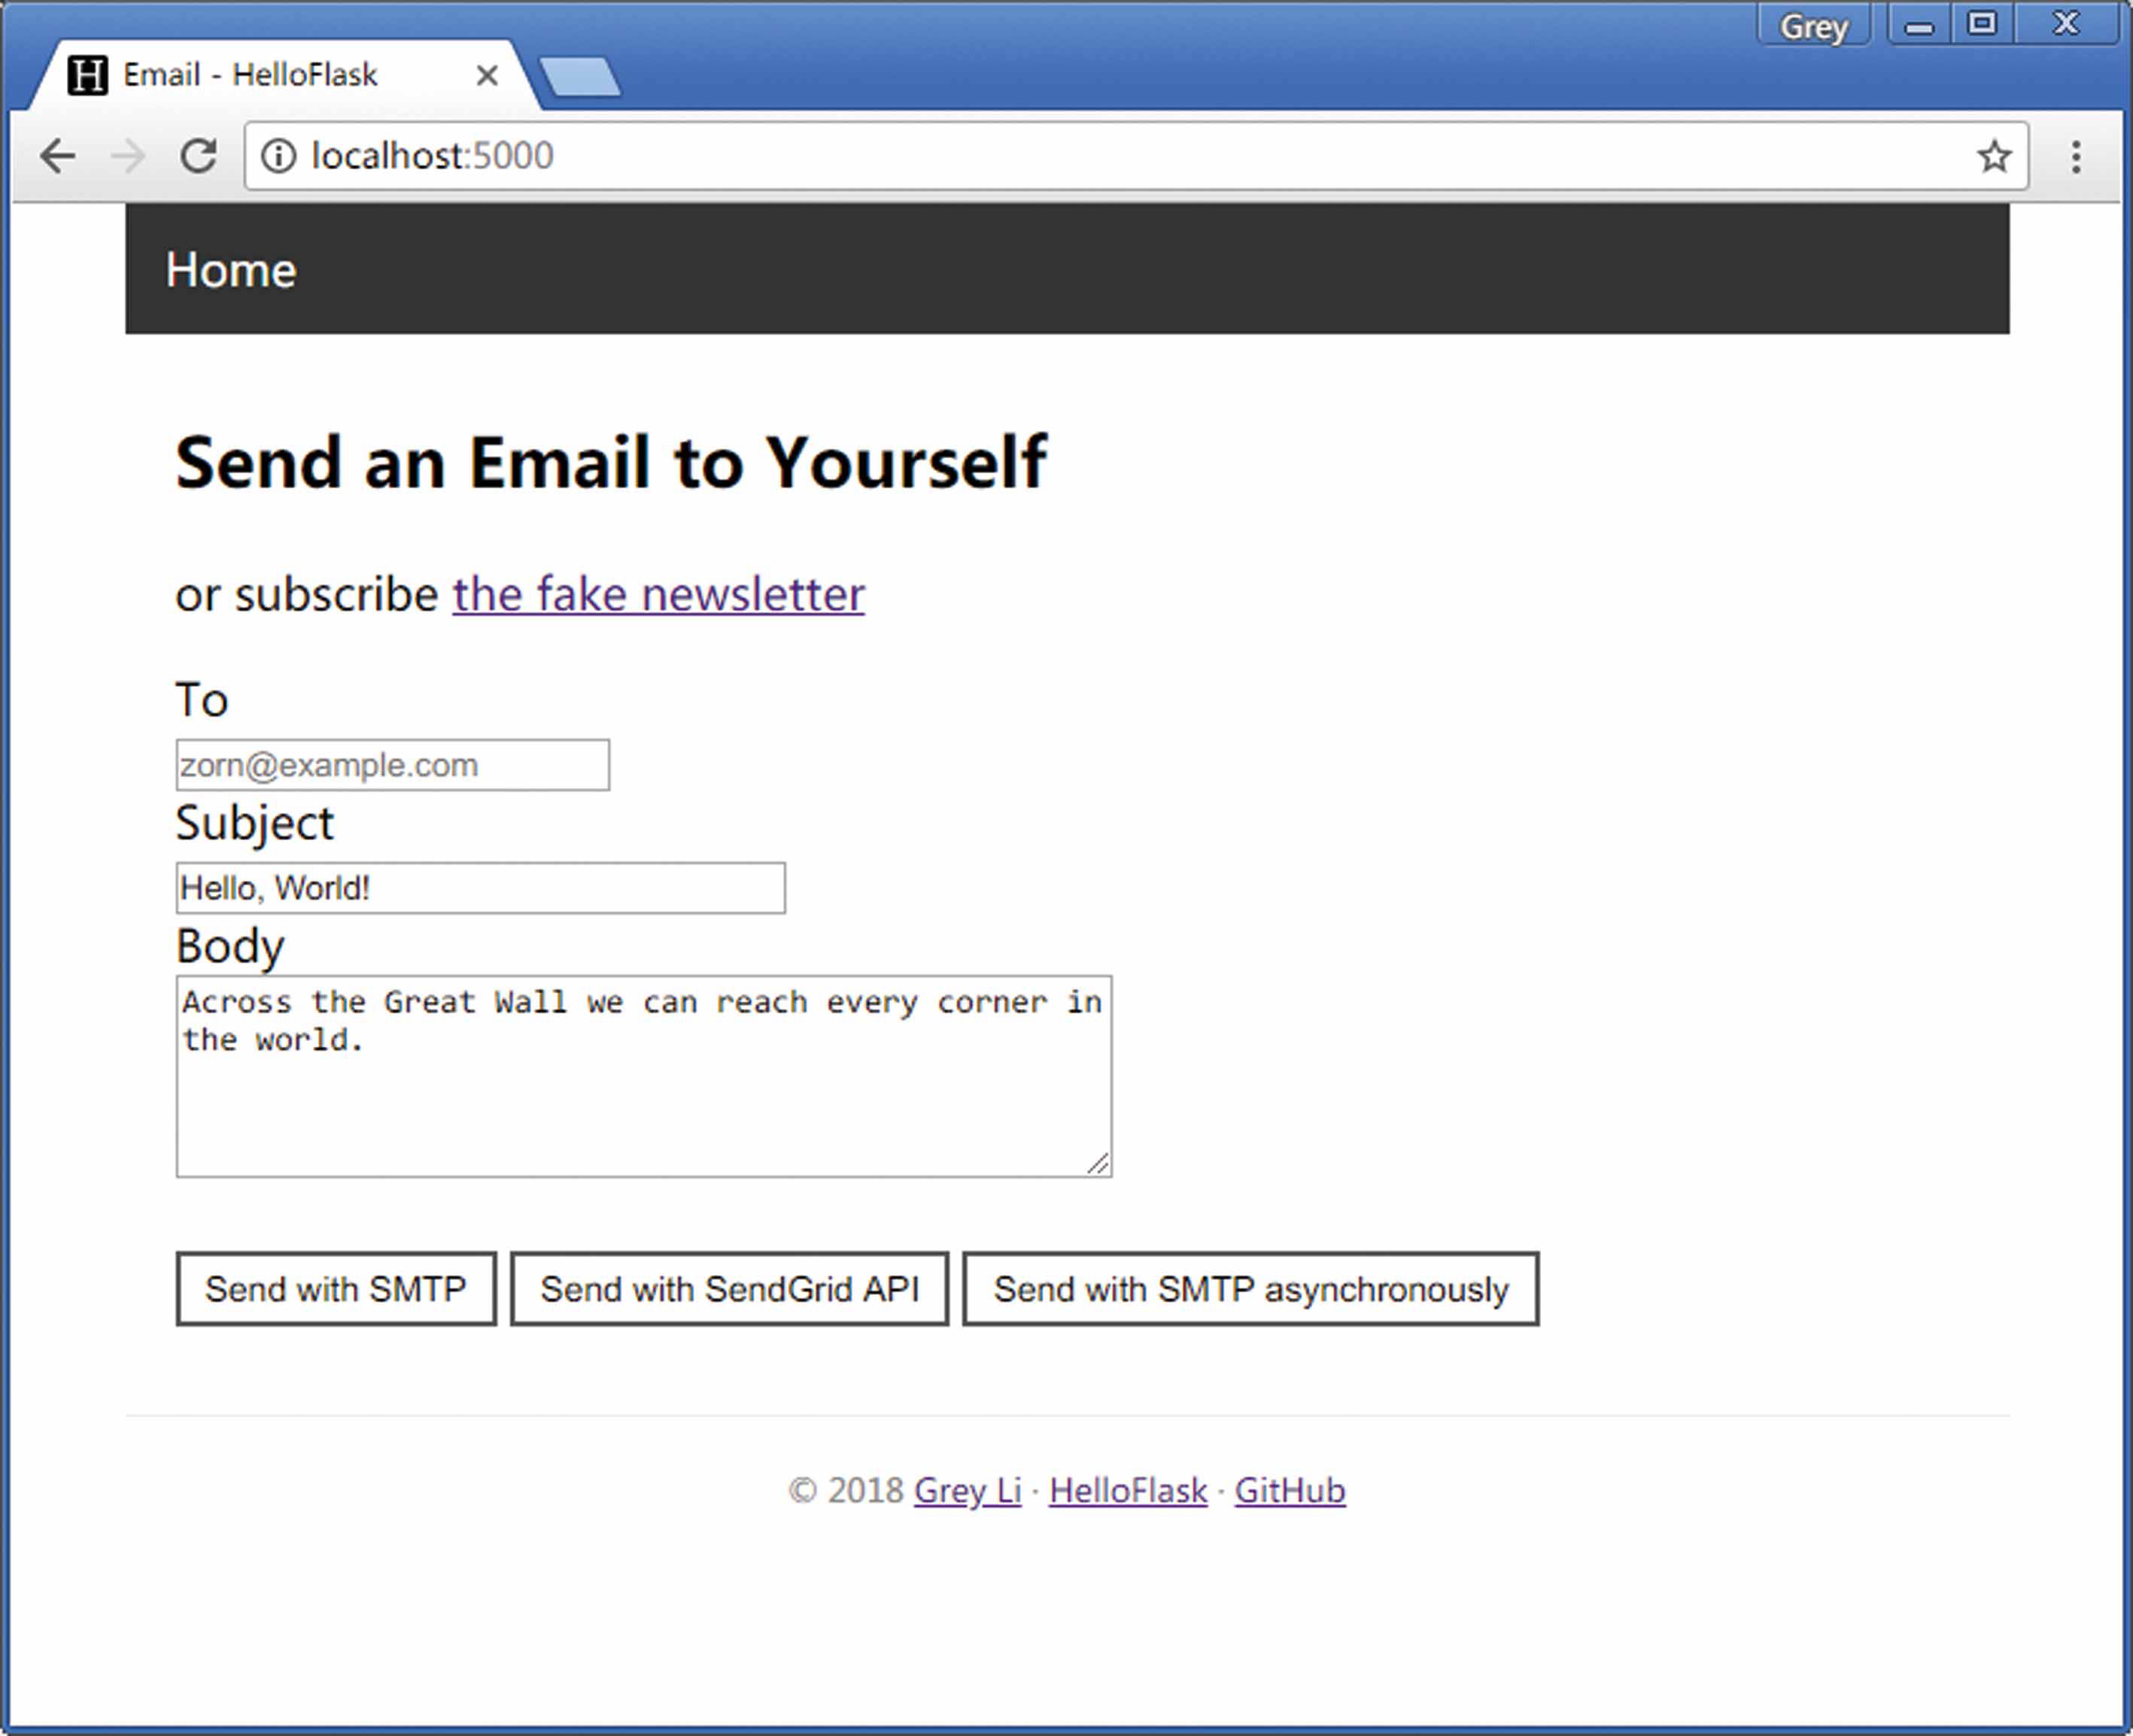 Grey
H Email - HelloFlask
localhost:5000
Home
Send an Email to Yourself
or subscribe the fake newsletter
To
zorn@example.com
Subject
Hello, World!
Body
Across the Great Wall we can reach every corner in
the world.
Send with SMTP Send with SendGrid API Send with SMTP asynchronously
© 2018 Grey Li · HelloFlask · GitHub